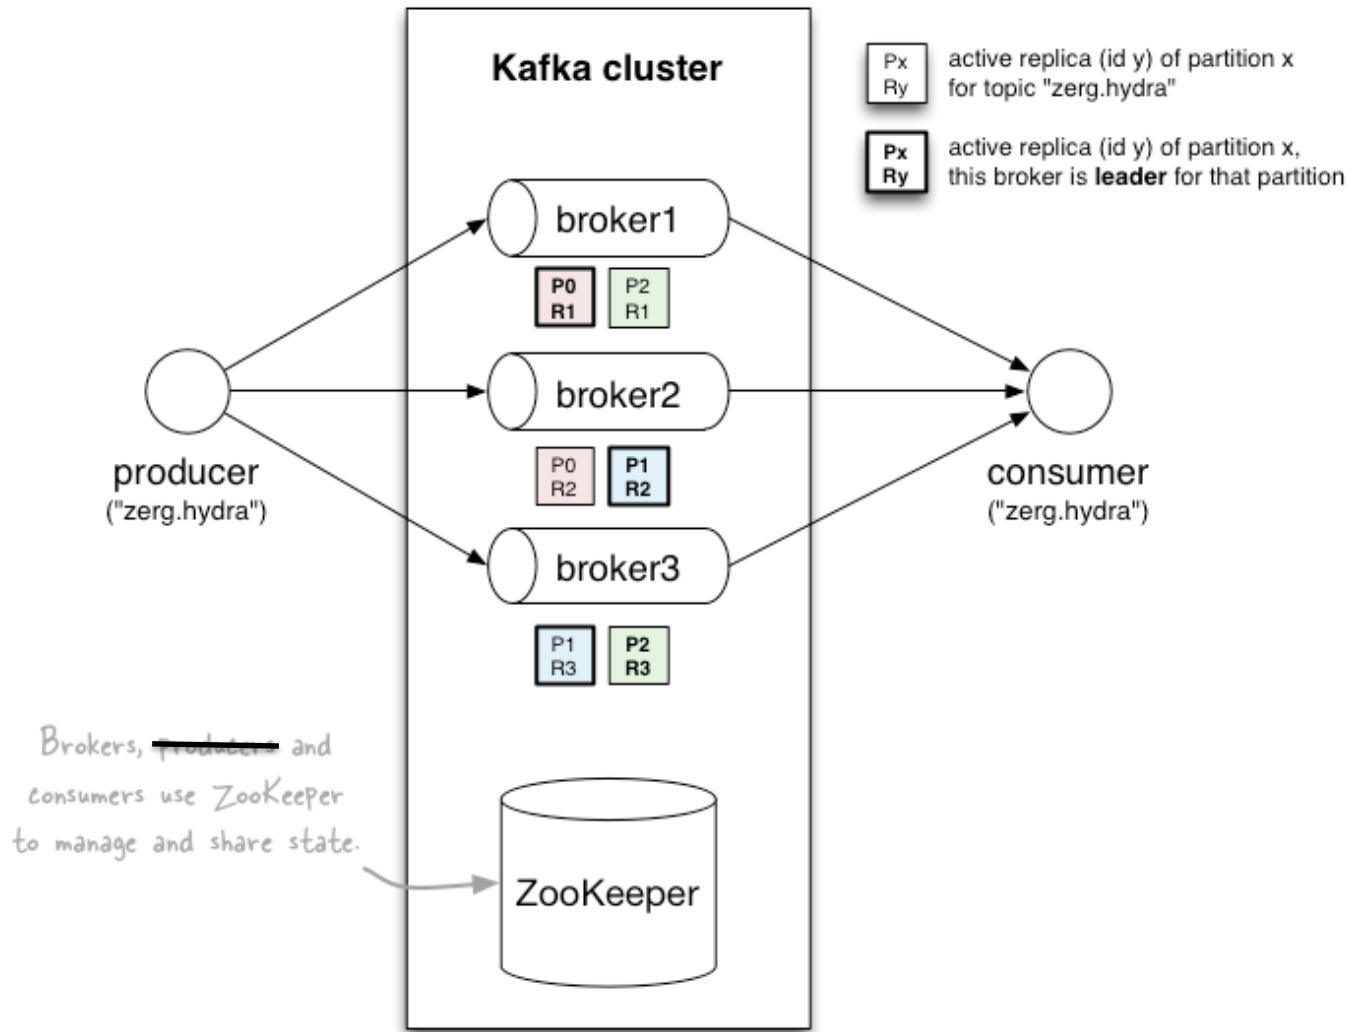 Kafka cluster
Px
Ry
active replica (id y) of partition x
for topic "zerg.hydra"
Px
Ry
active replica (id y) of partition x,
this broker is leader for that partition
broker1
P0
R1
P2
R1
broker2
P0
R2
P1
R2
producer
("zerg.hydra")
consumer
("zerg.hydra")
broker3
P1
R3
P2
R3
Brokers, producers and
consumers use ZooKeeper
to manage and share state.
ZooKeeper